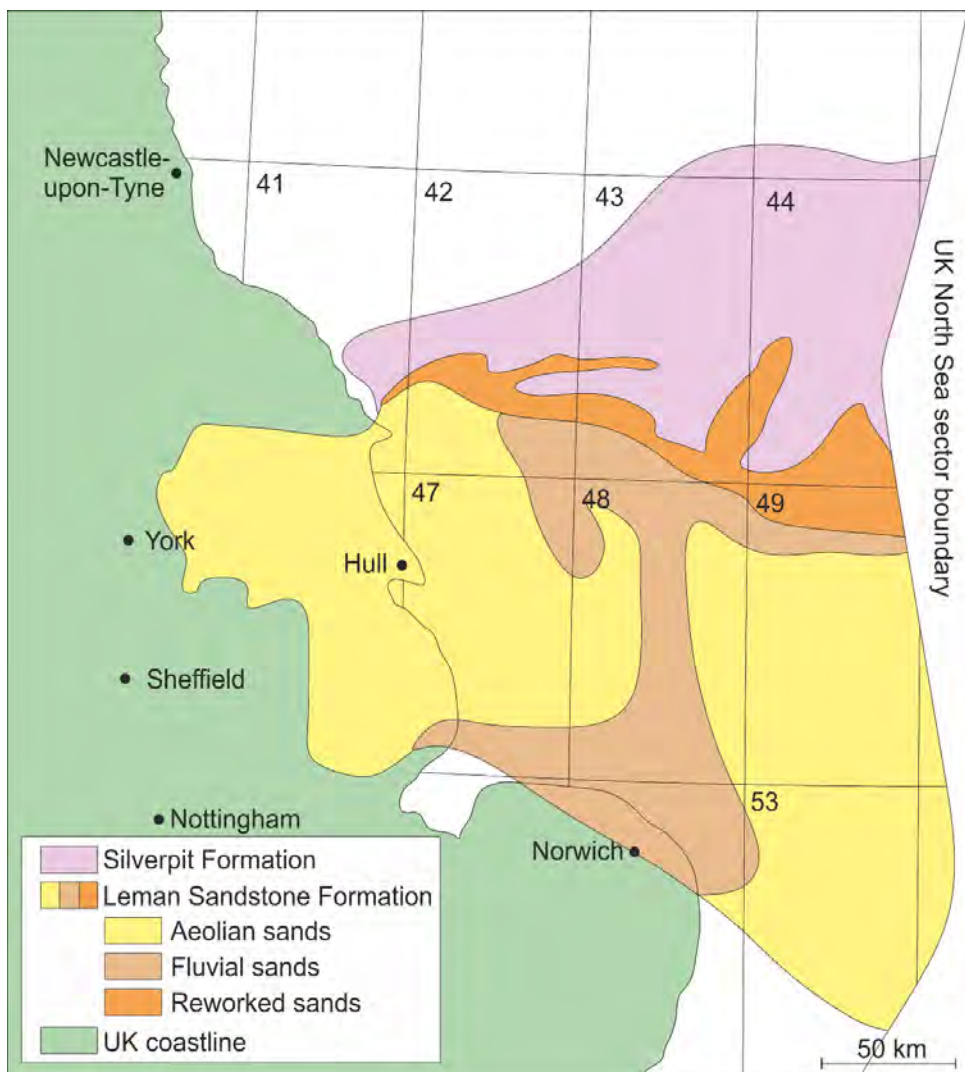 Newcastle-
upon-Tyne
41
42
43
44
UK North Sea sector boundary
47
48
49
York
Hull
Sheffield
53
Nottingham
Norwich
Silverpit Formation
Leman Sandstone Formation
Aeolian sands
Fluvial sands
Reworked sands
UK coastline
50 km